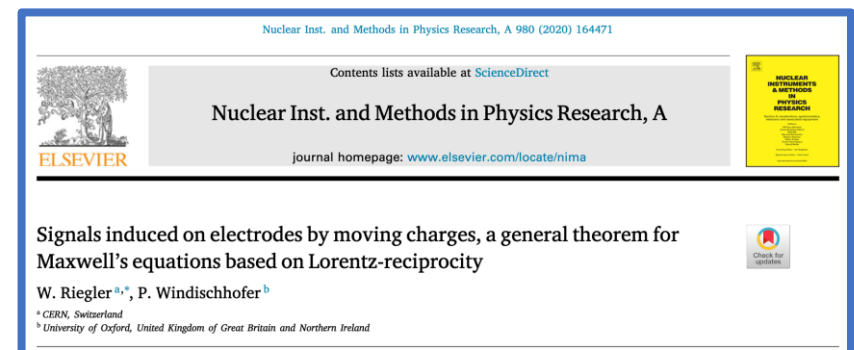 Nuclear Inst. and Methods in Physics Research, A 980 (2020) 164471
Contents lists available at ScienceDirect
Nuclear Inst. and Methods in Physics Research, A
journal homepage: www.elsevier.com/locate/nima
ELSEVIER
NUCLEAR
INSTRUMENTS
& METHODS
IN
PHYSICS
RESEARCH
Signals induced on electrodes by moving charges, a general theorem for
Maxwell's equations based on Lorentz-reciprocity
Check for
updates
W. Riegler a,*, P. Windischhofer b
a CERN, Switzerland
b University of Oxford, United Kingdom of Great Britain and Northern Ireland